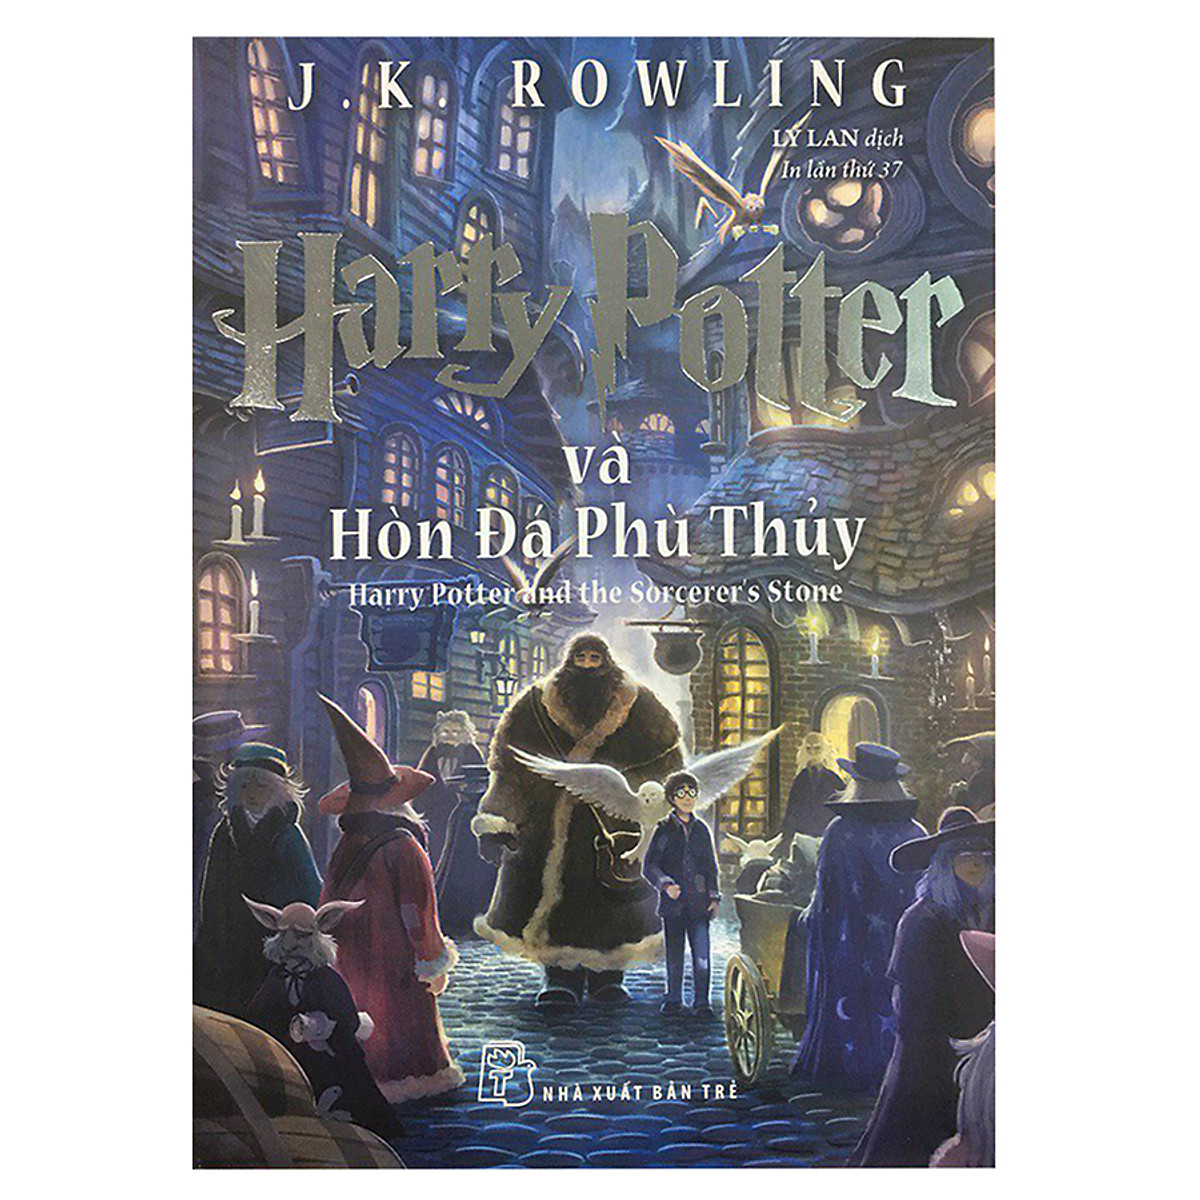 J.K. ROWLING
LÝ LAN dịch
In lần thứ 37
Harry Potter
và
Hòn Đá Phù Thủy
Harry Potter and the Sorcerer's Stone
NHÀ XUẤT BẢN TRẺ